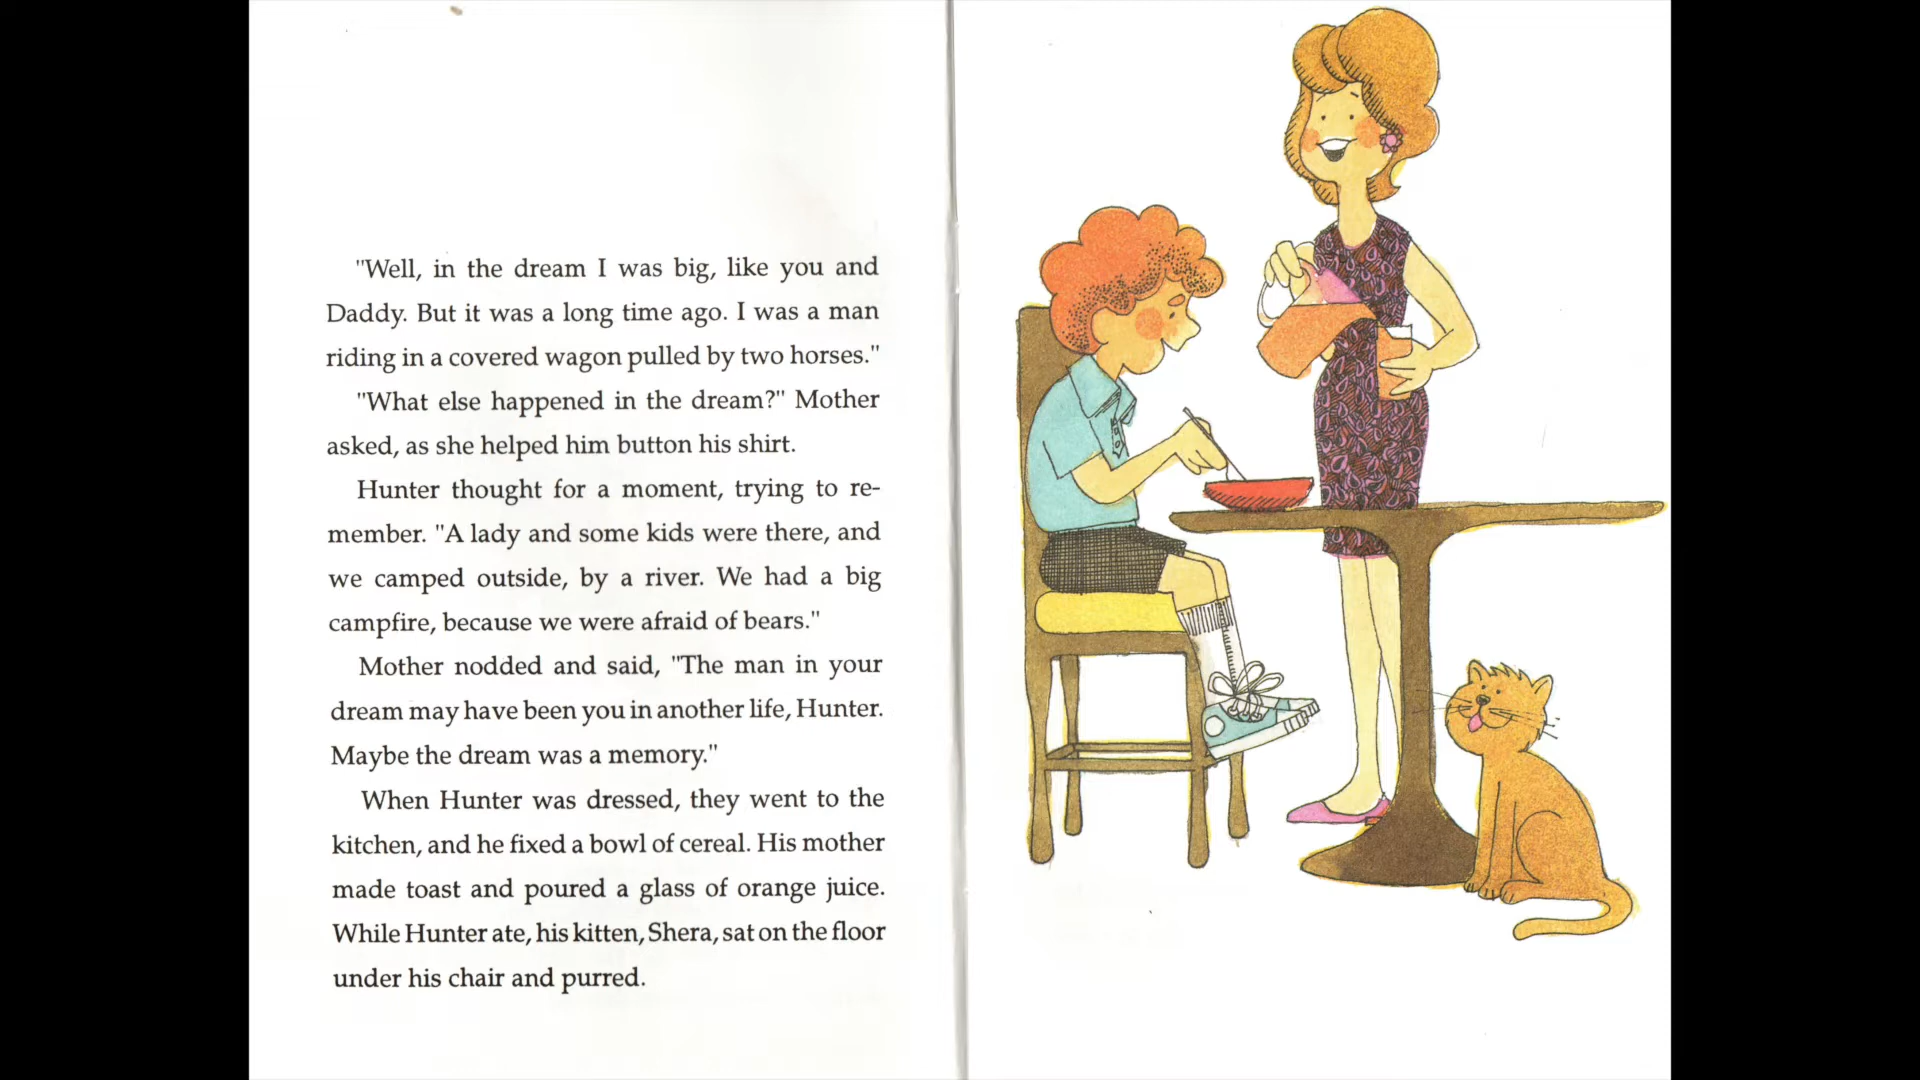 "Well, in the dream I was big, like you and
Daddy. But it was a long time ago. I was a man
riding in a covered wagon pulled by two horses."
"What else happened in the dream?" Mother
asked, as she helped him button his shirt.
Hunter thought for a moment, trying to re-
member. "A lady and some kids were there, and
we camped outside, by a river. We had a big
campfire, because we were afraid of bears."
Mother nodded and said, "The man in your
dream may have been you in another life, Hunter.
Maybe the dream was a memory."
When Hunter was dressed, they went to the
kitchen, and he fixed a bowl of cereal. His mother
made toast and poured a glass of orange juice.
While Hunter ate, his kitten, Shera, sat on the floor
under his chair and purred.